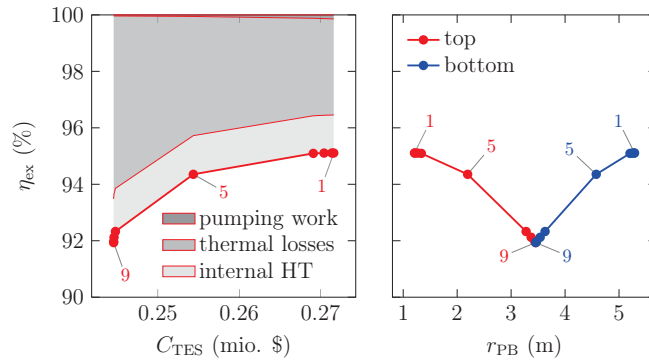 100
98
96
94
92
90
η_ex (%)
5
1
9
pumping work
thermal losses
internal HT
0.25
0.26
0.27
C_TES (mio. $)
top
bottom
1
1
5
5
9
9
1
2
3
4
5
r_PB (m)